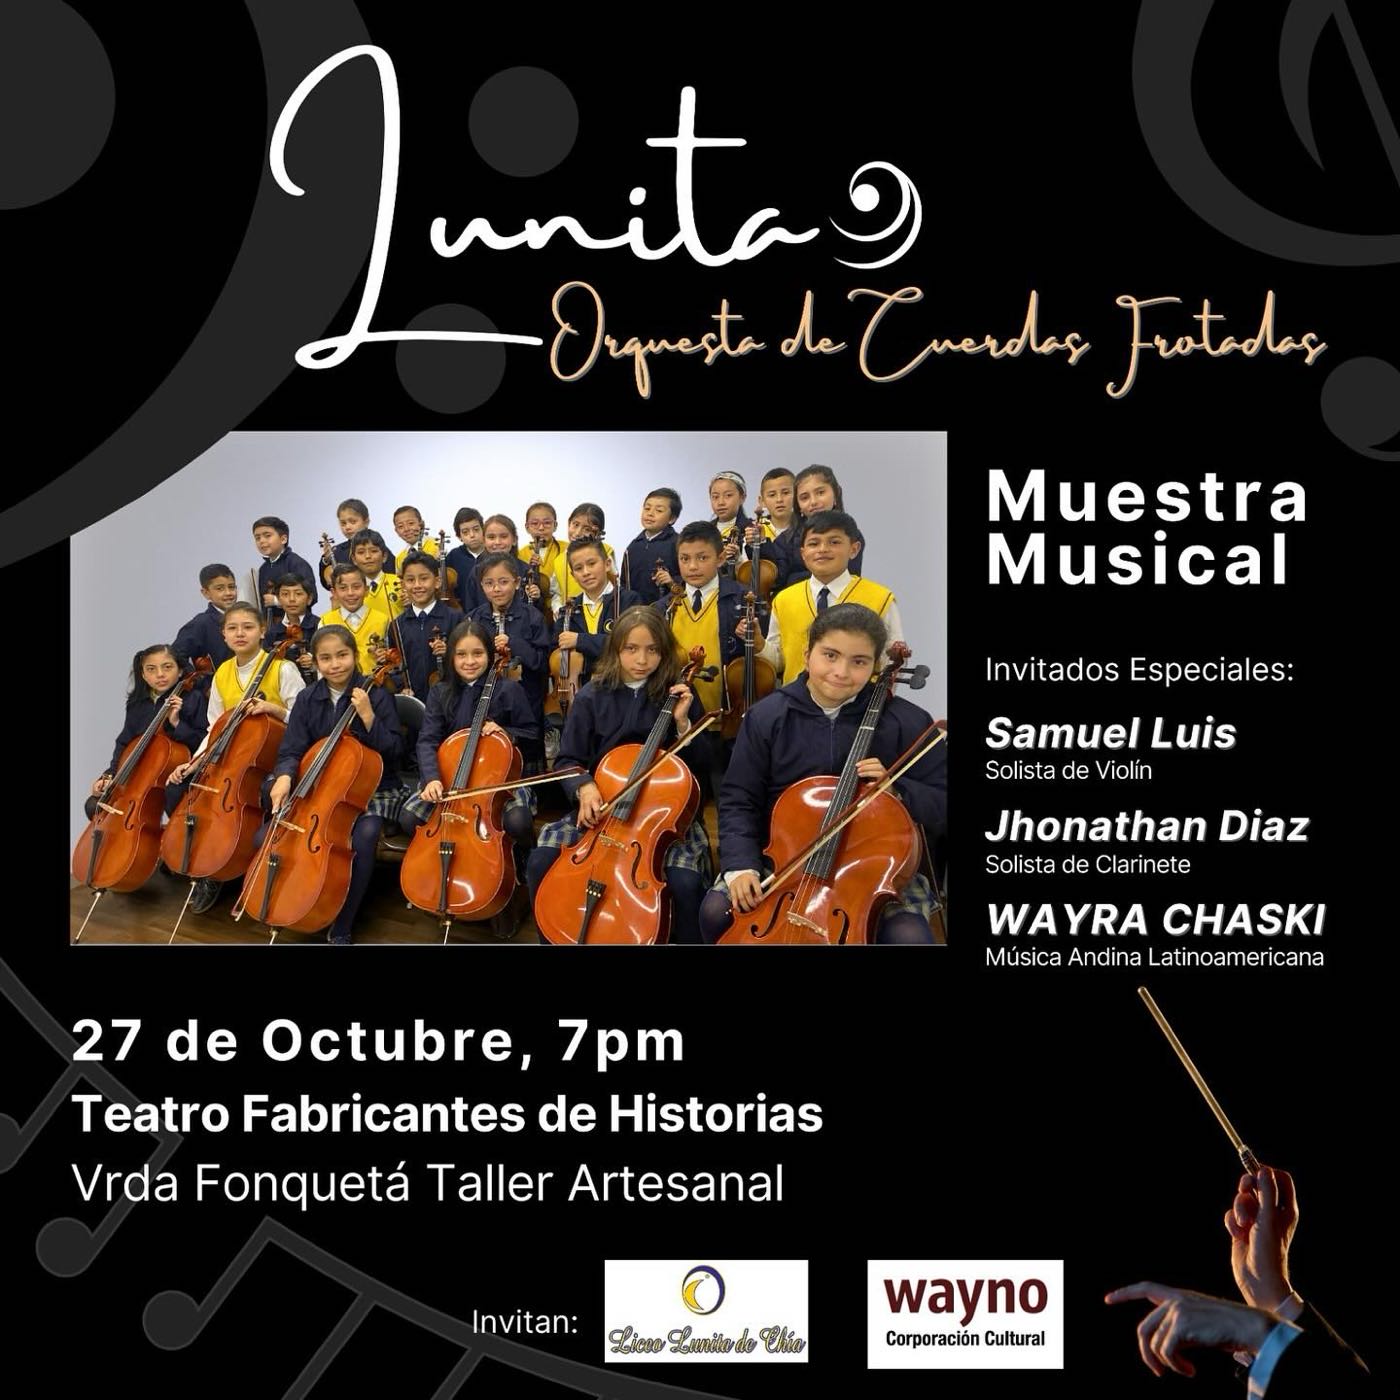 Lunita
Orquesta de Cuerdas Frotadas
Muestra
Musical
Invitados Especiales:
Samuel Luis
Solista de Violín
Jhonathan Diaz
Solista de Clarinete
WAYRA CHASKI
Música Andina Latinoamericana
27 de Octubre, 7pm
Teatro Fabricantes de Historias
Vrda Fonquetá Taller Artesanal
Invitan:
Liceo Lunita de Chía
wayno
Corporación Cultural